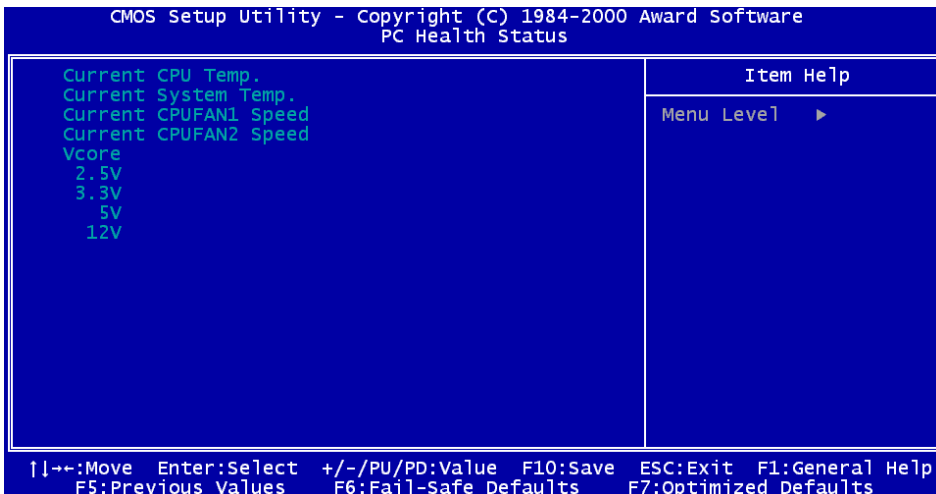 CMOS Setup Utility - Copyright (C) 1984-2000 Award Software
PC Health Status
Current CPU Temp.
Current System Temp.
Current CPUFAN1 Speed
Current CPUFAN2 Speed
Vcore
2.5V
3.3V
5V
12V
Item Help
Menu Level ▶
↑↓→←:Move Enter:Select +/-/PU/PD:Value F10:Save ESC:Exit F1:General Help
F5:Previous Values F6:Fail-Safe Defaults F7:Optimized Defaults